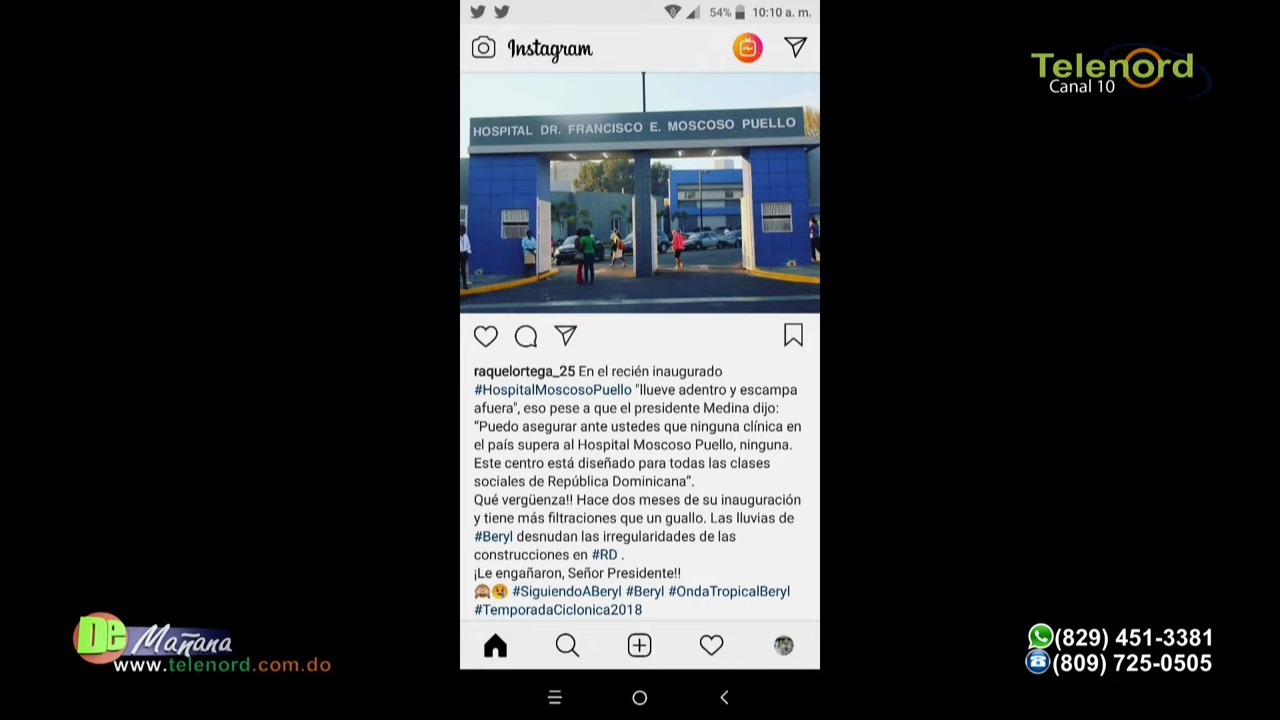 54% 10:10 a. m.
Instagram
Telenord
Canal 10
HOSPITAL DR. FRANCISCO E. MOSCOSO PUELLO
raquelortega_25 En el recién inaugurado
#HospitalMoscosoPuello "llueve adentro y escampa
afuera", eso pese a que el presidente Medina dijo:
"Puedo asegurar ante ustedes que ninguna clínica en
el país supera al Hospital Moscoso Puello, ninguna.
Este centro está diseñado para todas las clases
sociales de República Dominicana”.
Qué vergüenza!! Hace dos meses de su inauguración
y tiene más filtraciones que un guallo. Las lluvias de
#Beryl desnudan las irregularidades de las
construcciones en #RD .
¡Le engañaron, Señor Presidente!!
🙈😢 #SiguiendoABeryl #Beryl #OndaTropicalBeryl
#TemporadaCiclonica2018
De Mañana
www.telenord.com.do
(829) 451-3381
(809) 725-0505